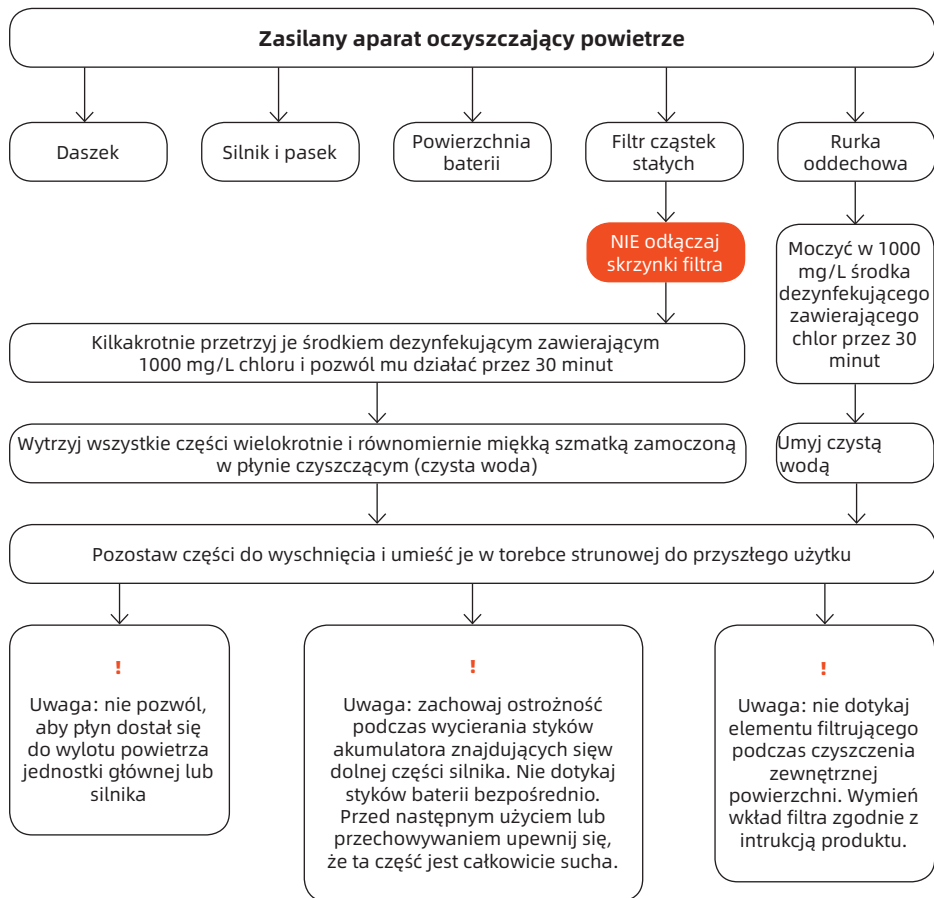 Zasilany aparat oczyszczający powietrze
Daszek
Silnik i pasek
Powierzchnia
baterii
Filtr cząstek
stałych
Rurka
oddechowa
NIE odłączaj
skrzynki filtra
Moczyć w 1000
mg/L środka
dezynfekującego
zawierającego
chlor przez 30
minut
Kilkakrotnie przetrzyj je środkiem dezynfekującym zawierającym
1000 mg/L chloru i pozwól mu działać przez 30 minut
Wytrzyj wszystkie części wielokrotnie i równomiernie miękką szmatką zamoczoną
w płynie czyszczącym (czysta woda)
Umyj czystą
wodą
Pozostaw części do wyschnięcia i umieść je w torebce strunowej do przyszłego użytku
!
Uwaga: nie pozwól,
aby płyn dostał się
do wylotu powietrza
jednostki głównej lub
silnika
!
Uwaga: zachowaj ostrożność
podczas wycierania styków
akumulatora znajdujących sięw
dolnej części silnika. Nie dotykaj
styków baterii bezpośrednio.
Przed następnym użyciem lub
przechowywaniem upewnij się,
że ta część jest całkowicie sucha.
!
Uwaga: nie dotykaj
elementu filtrującego
podczas czyszczenia
zewnętrznej
powierzchni. Wymień
wkład filtra zgodnie z
intrukcją produktu.